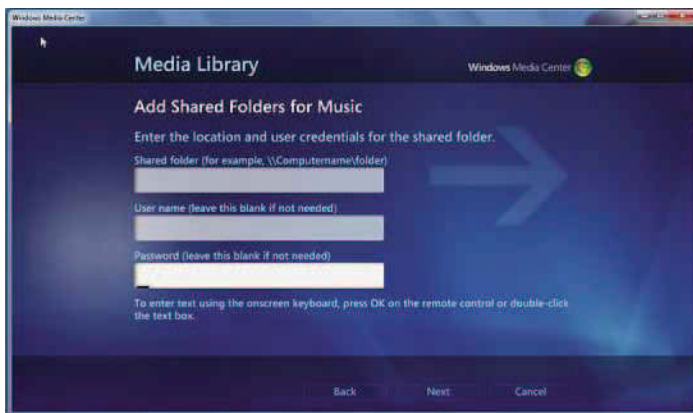 Windows Media Center
Media Library
Windows Media Center
Add Shared Folders for Music
Enter the location and user credentials for the shared folder.
Shared folder (for example, \\Computername\folder)
User name (leave this blank if not needed)
Password (leave this blank if not needed)
To enter text using the onscreen keyboard, press OK on the remote control or double-click
the text box.
Back Next Cancel